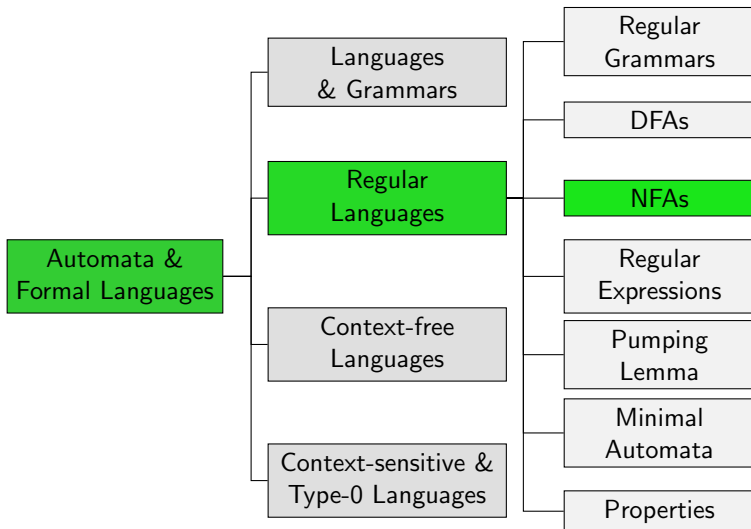 Automata &
Formal Languages
Languages
& Grammars
Regular
Languages
Context-free
Languages
Context-sensitive &
Type-0 Languages
Regular
Grammars
DFAs
NFAs
Regular
Expressions
Pumping
Lemma
Minimal
Automata
Properties